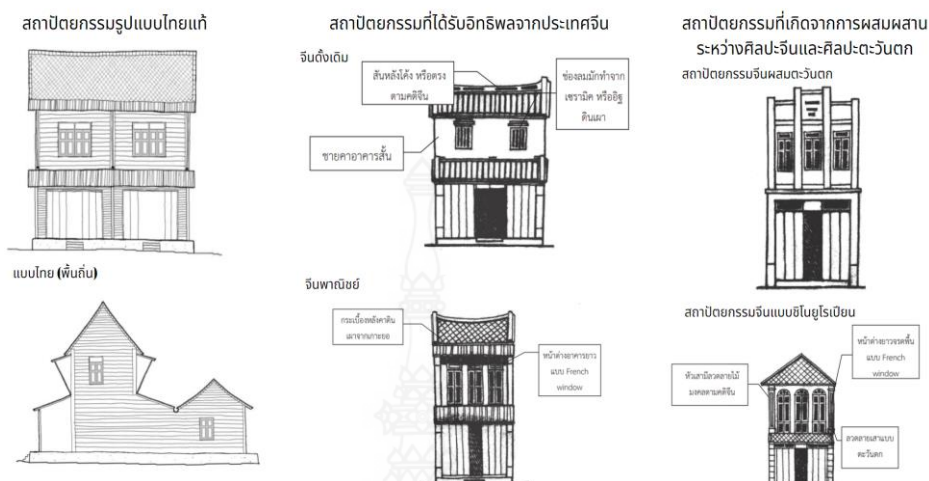 สถาปัตยกรรมรูปแบบไทยแท้
แบบไทย (พื้นถิ่น)
สถาปัตยกรรมที่ได้รับอิทธิพลจากประเทศจีน
จีนดั้งเดิม
สันหลังโค้ง หรือตรง
ตามคติจีน
ช่องลมมักทำจาก
เซรามิค หรืออิฐ
ดินเผา
ชายคาอาคารสั้น
จีนพาณิชย์
กระเบื้องหลังคาดิน
เผาจากเกาะยอ
หน้าต่างอาคารยาว
แบบ French
window
สถาปัตยกรรมที่เกิดจากการผสมผสาน
ระหว่างศิลปะจีนและศิลปะตะวันตก
สถาปัตยกรรมจีนผสมตะวันตก
สถาปัตยกรรมจีนแบบชิโนยูโรเปียน
หน้าต่างยาวจรดพื้น
แบบ French
window
หัวเสามีลวดลายไม้
มงคลตามคติจีน
ลวดลายเสาแบบ
ตะวันตก